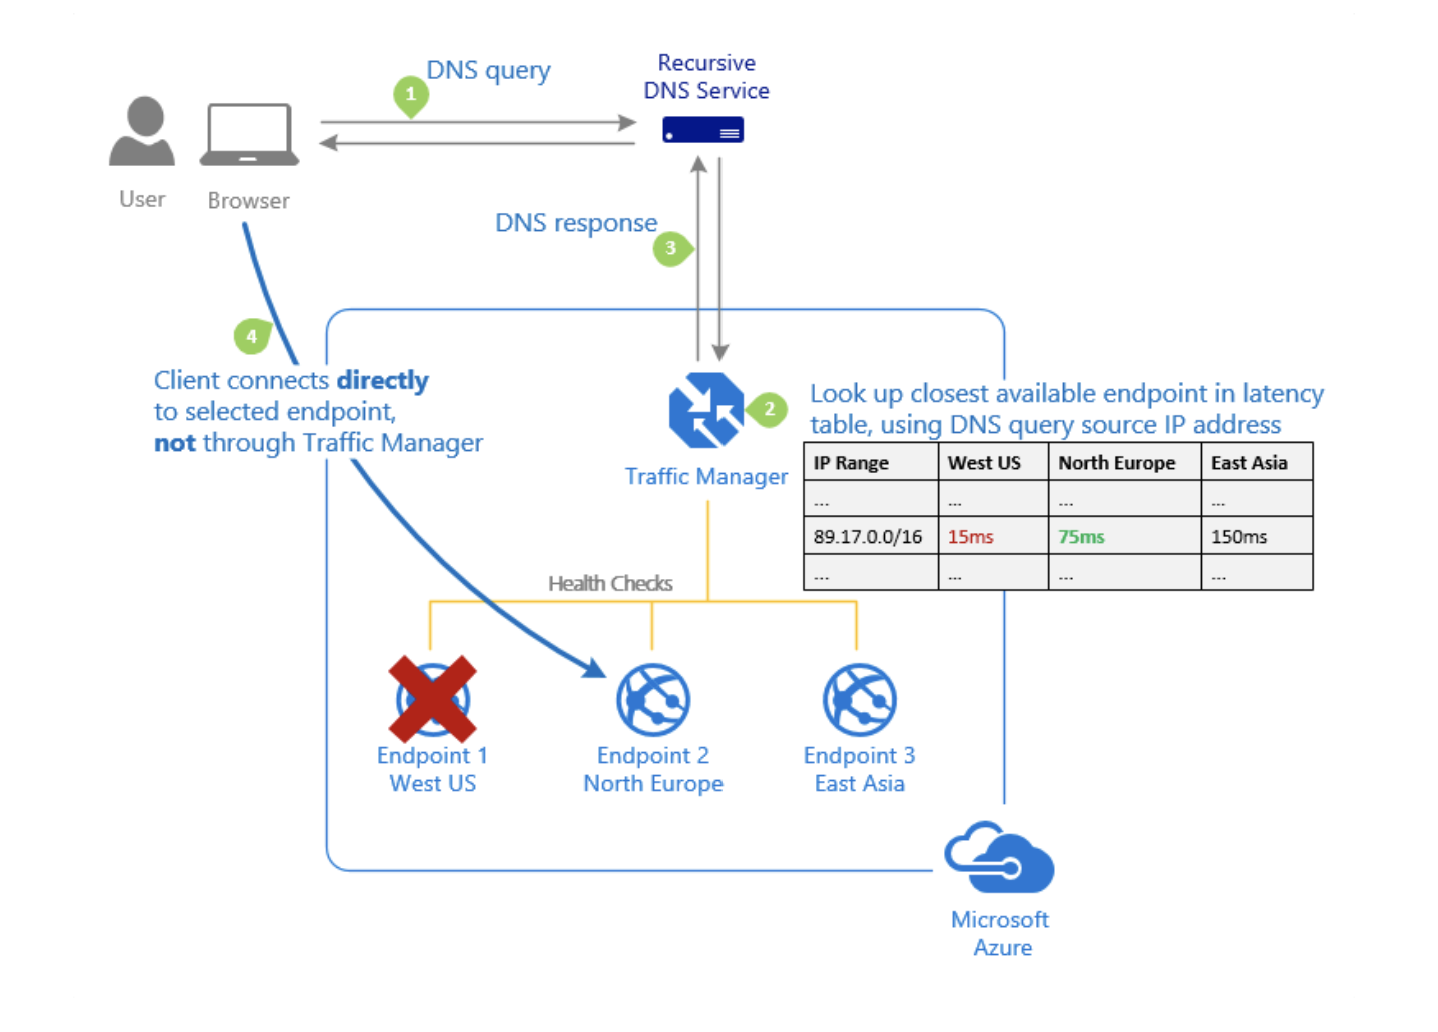 DNS query
1
Recursive
DNS Service
User
Browser
DNS response
3
4
Client connects directly
to selected endpoint,
not through Traffic Manager
2
Look up closest available endpoint in latency
table, using DNS query source IP address
Traffic Manager
IP Range West US North Europe East Asia
... ... ... ...
89.17.0.0/16 15ms 75ms 150ms
... ... ... ...
Health Checks
Endpoint 1
West US
Endpoint 2
North Europe
Endpoint 3
East Asia
Microsoft
Azure